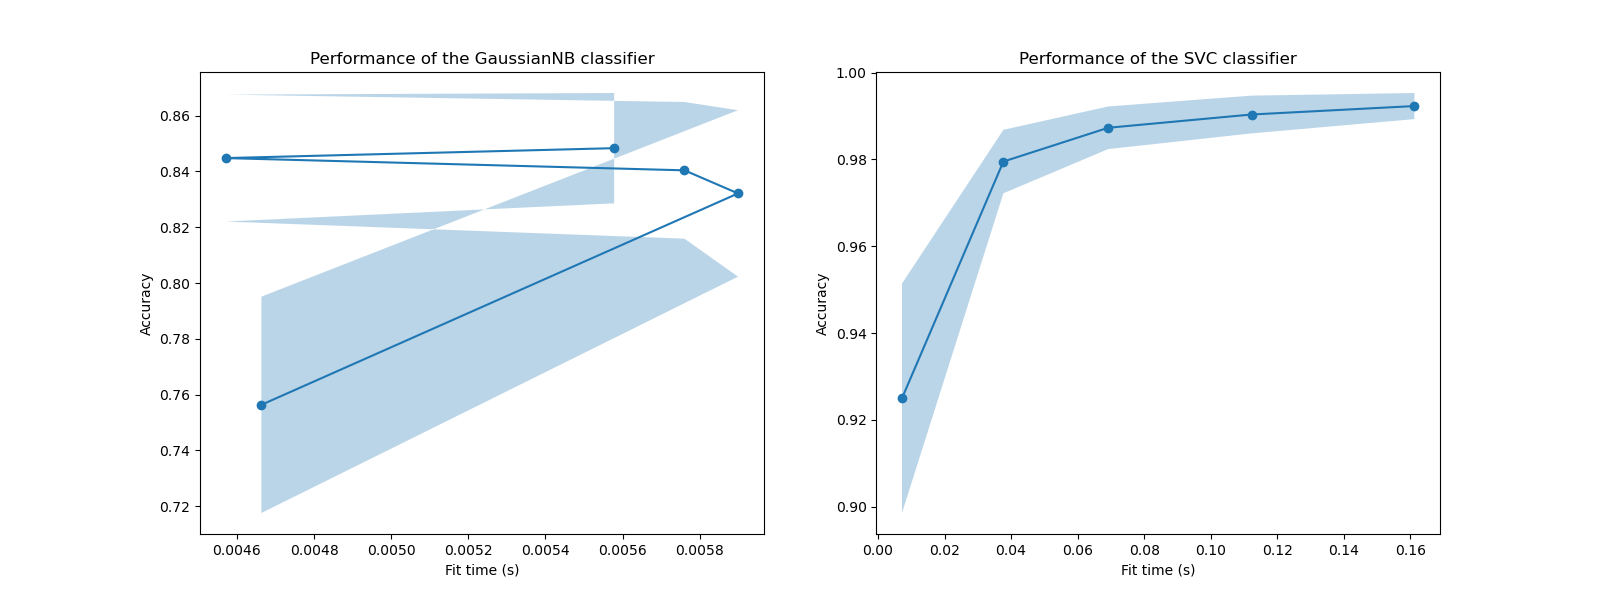 Performance of the GaussianNB classifier
Accuracy
0.86
0.84
0.82
0.80
0.78
0.76
0.74
0.72
0.0046 0.0048 0.0050 0.0052 0.0054 0.0056 0.0058
Fit time (s)
Performance of the SVC classifier
Accuracy
1.00
0.98
0.96
0.94
0.92
0.90
0.00 0.02 0.04 0.06 0.08 0.10 0.12 0.14 0.16
Fit time (s)